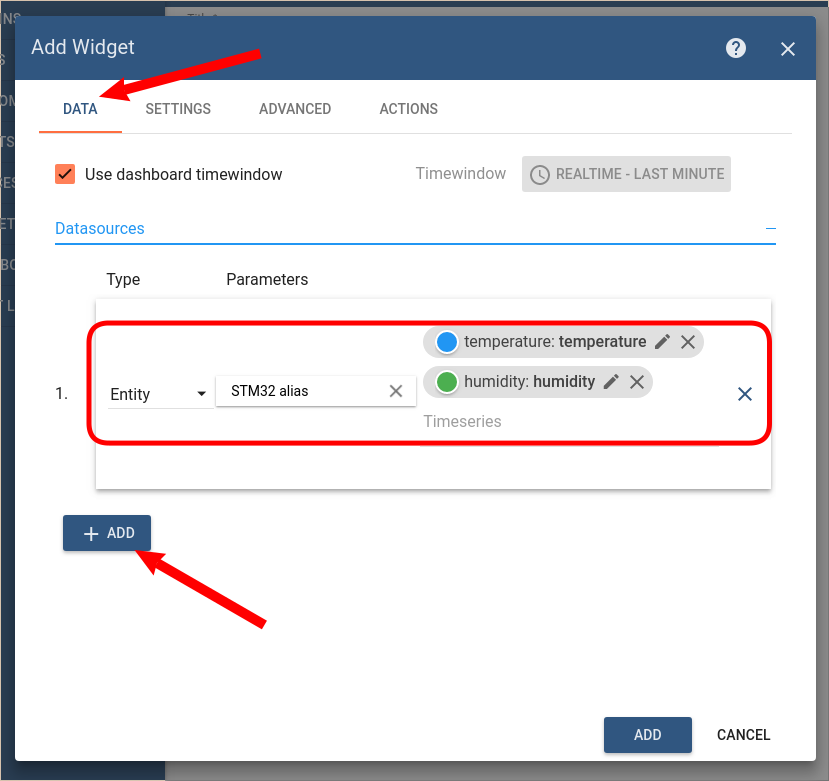 Add Widget
DATA SETTINGS ADVANCED ACTIONS
Use dashboard timewindow Timewindow REALTIME - LAST MINUTE
Datasources
Type Parameters
temperature: temperature
1. Entity STM32 alias humidity: humidity
Timeseries
+ ADD
ADD CANCEL